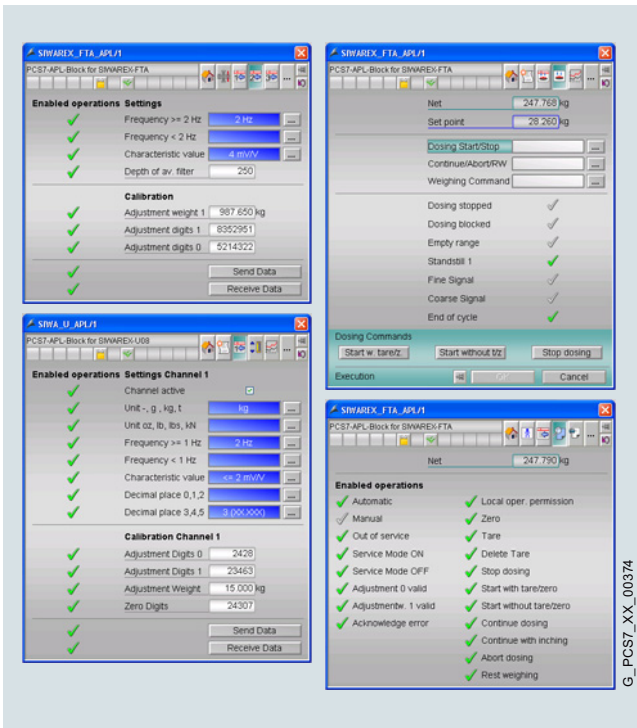 SIWAREX_FTA_APL/1
PCS7-APL-Block for SIWAREX-FTA
Enabled operations Settings
Frequency >= 2 Hz 2 Hz ...
Frequency < 2 Hz ...
Characteristic value 4 mV/V ...
Depth of av. filter 250
Calibration
Adjustment weight 1 987.650 kg
Adjustment digits 1 8352951
Adjustment digits 0 5214322
Send Data
Receive Data
SIWA_U_APL/1
PCS7-APL-Block for SIWAREX-U08
Enabled operations Settings Channel 1
Channel active
Unit -, g , kg, t kg ...
Unit oz, lb, lbs, kN ...
Frequency >= 1 Hz 2 Hz ...
Frequency < 1 Hz ...
Characteristic value <= 2 mV/V ...
Decimal place 0,1,2 ...
Decimal place 3,4,5 3 (XX.XXX) ...
Calibration Channel 1
Adjustment Digits 0 2428
Adjustment Digits 1 23463
Adjustment Weight 15.000 kg
Zero Digits 24307
Send Data
Receive Data
SIWAREX_FTA_APL/1
PCS7-APL-Block for SIWAREX-FTA
Net 247.768 kg
Set point 28.260 kg
Dosing Start/Stop ...
Continue/Abort/RW ...
Weighing Command ...
Dosing stopped
Dosing blocked
Empty range
Standstill 1
Fine Signal
Coarse Signal
End of cycle
Dosing Commands
Start w. tare/z. Start without t/z Stop dosing
Execution Cancel
SIWAREX_FTA_APL/1
PCS7-APL-Block for SIWAREX-FTA
Net 247.790 kg
Enabled operations
Automatic Local oper. permission
Manual Zero
Out of service Tare
Service Mode ON Delete Tare
Service Mode OFF Stop dosing
Adjustment 0 valid Start with tare/zero
Adjustmentw. 1 valid Start without tare/zero
Acknowledge error Continue dosing
Continue with inching
Abort dosing
Rest weighing
G_PCS7_XX_00374